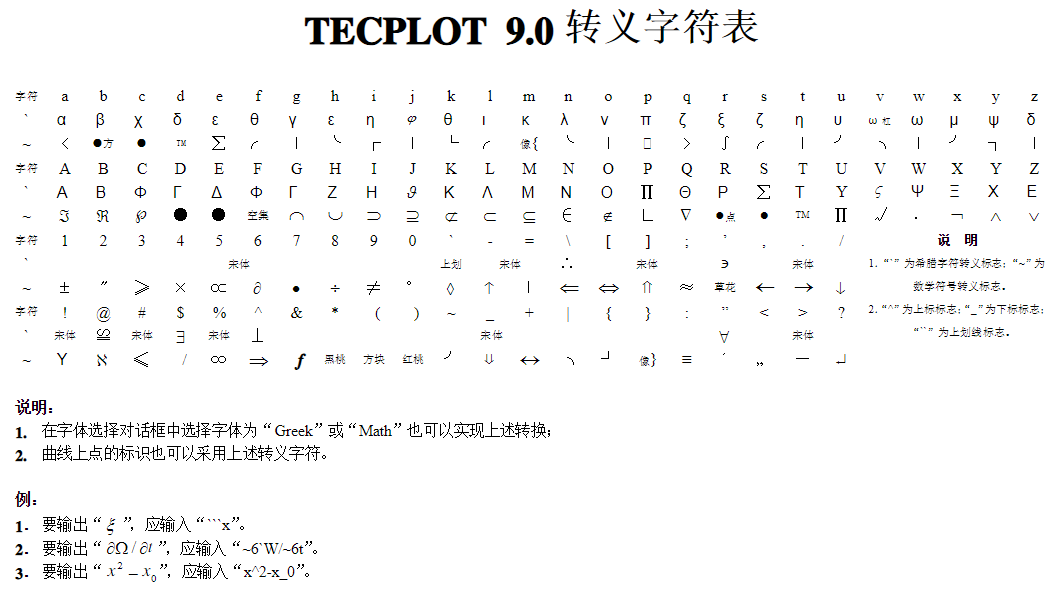 TECPLOT 9.0 转义字符表
字符 a b c d e f g h i j k l m n o p q r s t u v w x y z
` α β χ δ ε θ γ ε η φ θ ι κ λ ν π ζ ξ ζ η υ ω 杠 ω μ ψ δ
~ < ●方 ● ™ ∑ ╭ | ╰ ┌ | └ ╭ 像{ ╰ | □ > ∫ ╭ | ╯ ╮ | ╯ ┐ |
字符 A B C D E F G H I J K L M N O P Q R S T U V W X Y Z
` Α Β Φ Γ Δ Φ Γ Ζ Η ϑ Κ Λ Μ Ν Ο ∏ Θ Ρ ∑ Τ Υ ς Ψ Ξ Χ Ε
~ ℑ ℜ ℘ ● ● 空集 ⌒ ⌣ ⊃ ⊇ ⊄ ⊂ ⊆ ∈ ∉ ∟ ∇ ●点 ● ™ ∏ √ · ¬ ∧ ∨
字符 1 2 3 4 5 6 7 8 9 0 ` - = \ [ ] ; ’ , . / 说 明
` 宋体 上划 宋体 ∴ 宋体 ϶ 宋体 1. “`” 为希腊字符转义标志；“~” 为
~ ± ″ ⩾ × ∝ ∂ ● ÷ ≠ ° ◊ ↑ | ⇐ ⇔ ⇑ ≈ 草花 ← → ↓ 数学符号转义标志。
字符 ! @ # $ % ^ & * ( ) ~ _ + | { } : ” < > ? 2. “^” 为上标标志；“_” 为下标标志；
` 宋体 ≌ 宋体 ∃ 宋体 ⊥ 宋体 ∀ 宋体 “``” 为上划线标志。
~ ϒ ℵ ⩽ / ∞ ⇒ ƒ 黑桃 方块 红桃 ╯ ⇓ ↔ ╮ ┘ 像} ≡ ′ „ — ↵
说明：
1. 在字体选择对话框中选择字体为“Greek”或“Math”也可以实现上述转换；
2. 曲线上点的标识也可以采用上述转义字符。
例：
1. 要输出“ξ”，应输入“```x”。
2. 要输出“∂Ω/∂t”，应输入“~6`W/~6t”。
3. 要输出“x² − x₀”，应输入“x^2-x_0”。